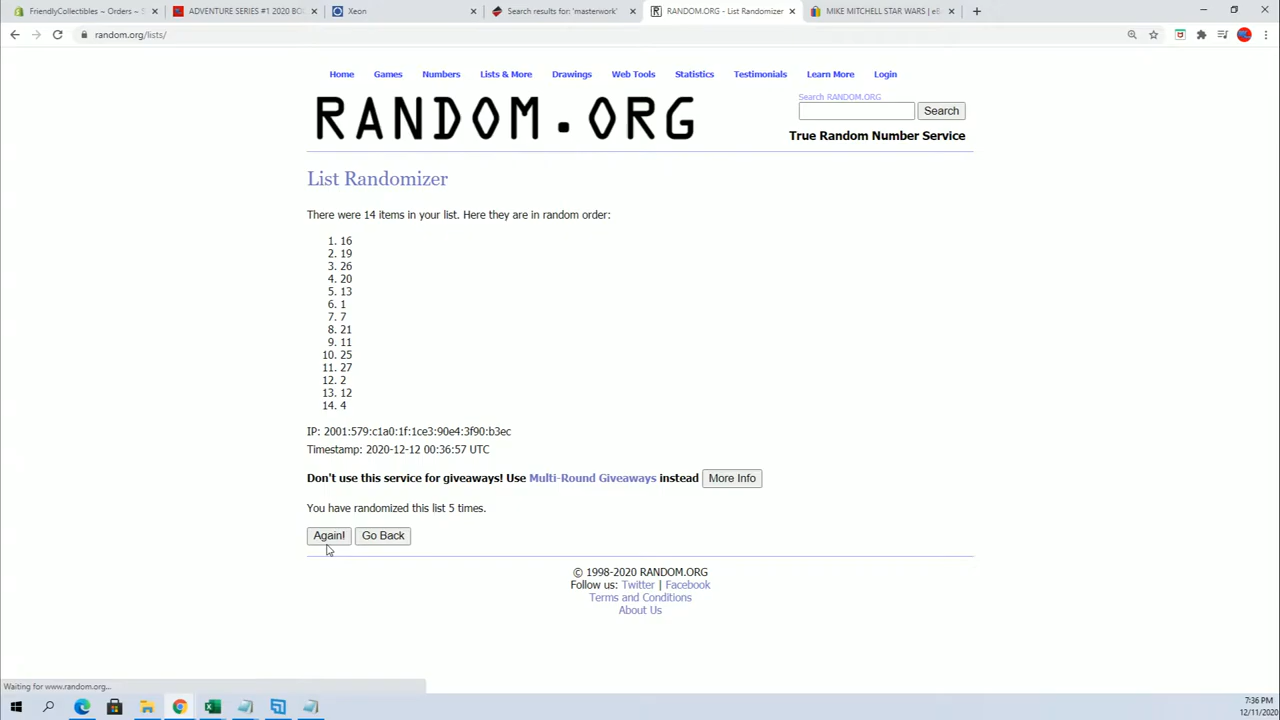 FriendlyCollectibles ~ Orders ~ S
ADVENTURE SERIES #1 2020 BO
Xeon
Search results for: 'masterwork'
RANDOM.ORG - List Randomizer
MIKE MITCHELL STAR WARS | eB
random.org/lists/
Home
Games
Numbers
Lists & More
Drawings
Web Tools
Statistics
Testimonials
Learn More
Login
RANDOM.ORG
Search RANDOM.ORG
Search
True Random Number Service
List Randomizer
There were 14 items in your list. Here they are in random order:
1. 16
2. 19
3. 26
4. 20
5. 13
6. 1
7. 7
8. 21
9. 11
10. 25
11. 27
12. 2
13. 12
14. 4
IP: 2001:579:c1a0:1f:1ce3:90e4:3f90:b3ec
Timestamp: 2020-12-12 00:36:57 UTC
Don't use this service for giveaways! Use Multi-Round Giveaways instead
More Info
You have randomized this list 5 times.
Again!
Go Back
© 1998-2020 RANDOM.ORG
Follow us: Twitter | Facebook
Terms and Conditions
About Us
Waiting for www.random.org...
7:36 PM
12/11/2020